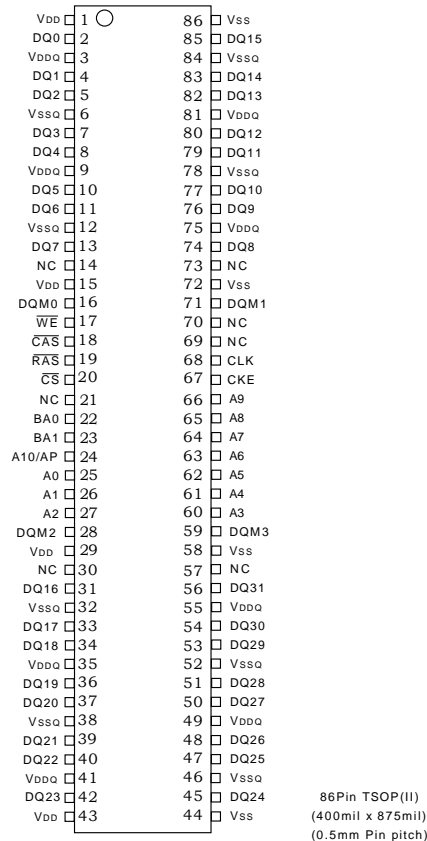 VDD 1 86 VSS
DQ0 2 85 DQ15
VDDQ 3 84 VSSQ
DQ1 4 83 DQ14
DQ2 5 82 DQ13
VSSQ 6 81 VDDQ
DQ3 7 80 DQ12
DQ4 8 79 DQ11
VDDQ 9 78 VSSQ
DQ5 10 77 DQ10
DQ6 11 76 DQ9
VSSQ 12 75 VDDQ
DQ7 13 74 DQ8
NC 14 73 NC
VDD 15 72 VSS
DQM0 16 71 DQM1
WE 17 70 NC
CAS 18 69 NC
RAS 19 68 CLK
CS 20 67 CKE
NC 21 66 A9
BA0 22 65 A8
BA1 23 64 A7
A10/AP 24 63 A6
A0 25 62 A5
A1 26 61 A4
A2 27 60 A3
DQM2 28 59 DQM3
VDD 29 58 VSS
NC 30 57 NC
DQ16 31 56 DQ31
VSSQ 32 55 VDDQ
DQ17 33 54 DQ30
DQ18 34 53 DQ29
VDDQ 35 52 VSSQ
DQ19 36 51 DQ28
DQ20 37 50 DQ27
VSSQ 38 49 VDDQ
DQ21 39 48 DQ26
DQ22 40 47 DQ25
VDDQ 41 46 VSSQ
DQ23 42 45 DQ24
VDD 43 44 VSS
86Pin TSOP(II)
(400mil x 875mil)
(0.5mm Pin pitch)